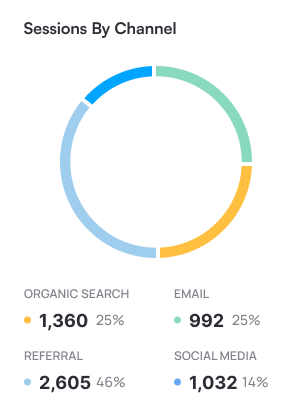 Sessions By Channel
ORGANIC SEARCH EMAIL
1,360 25% 992 25%
REFERRAL SOCIAL MEDIA
2,605 46% 1,032 14%